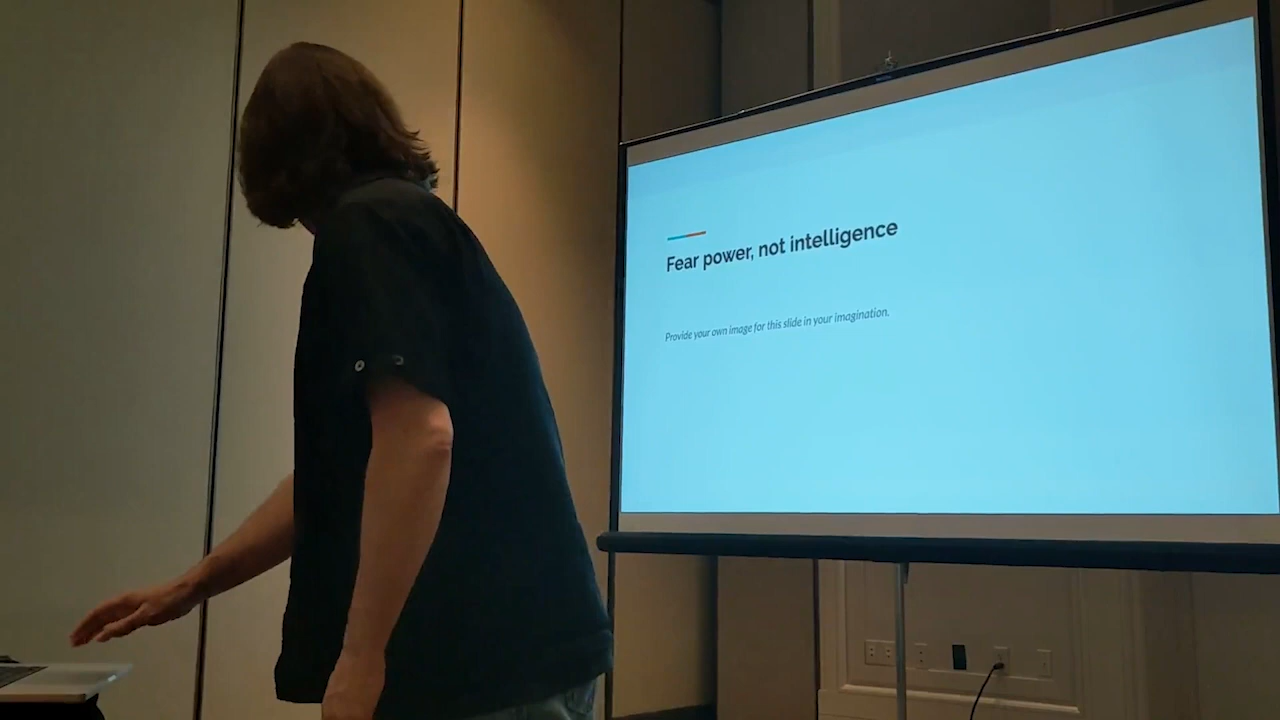 Fear power, not intelligence
Provide your own image for this slide in your imagination.